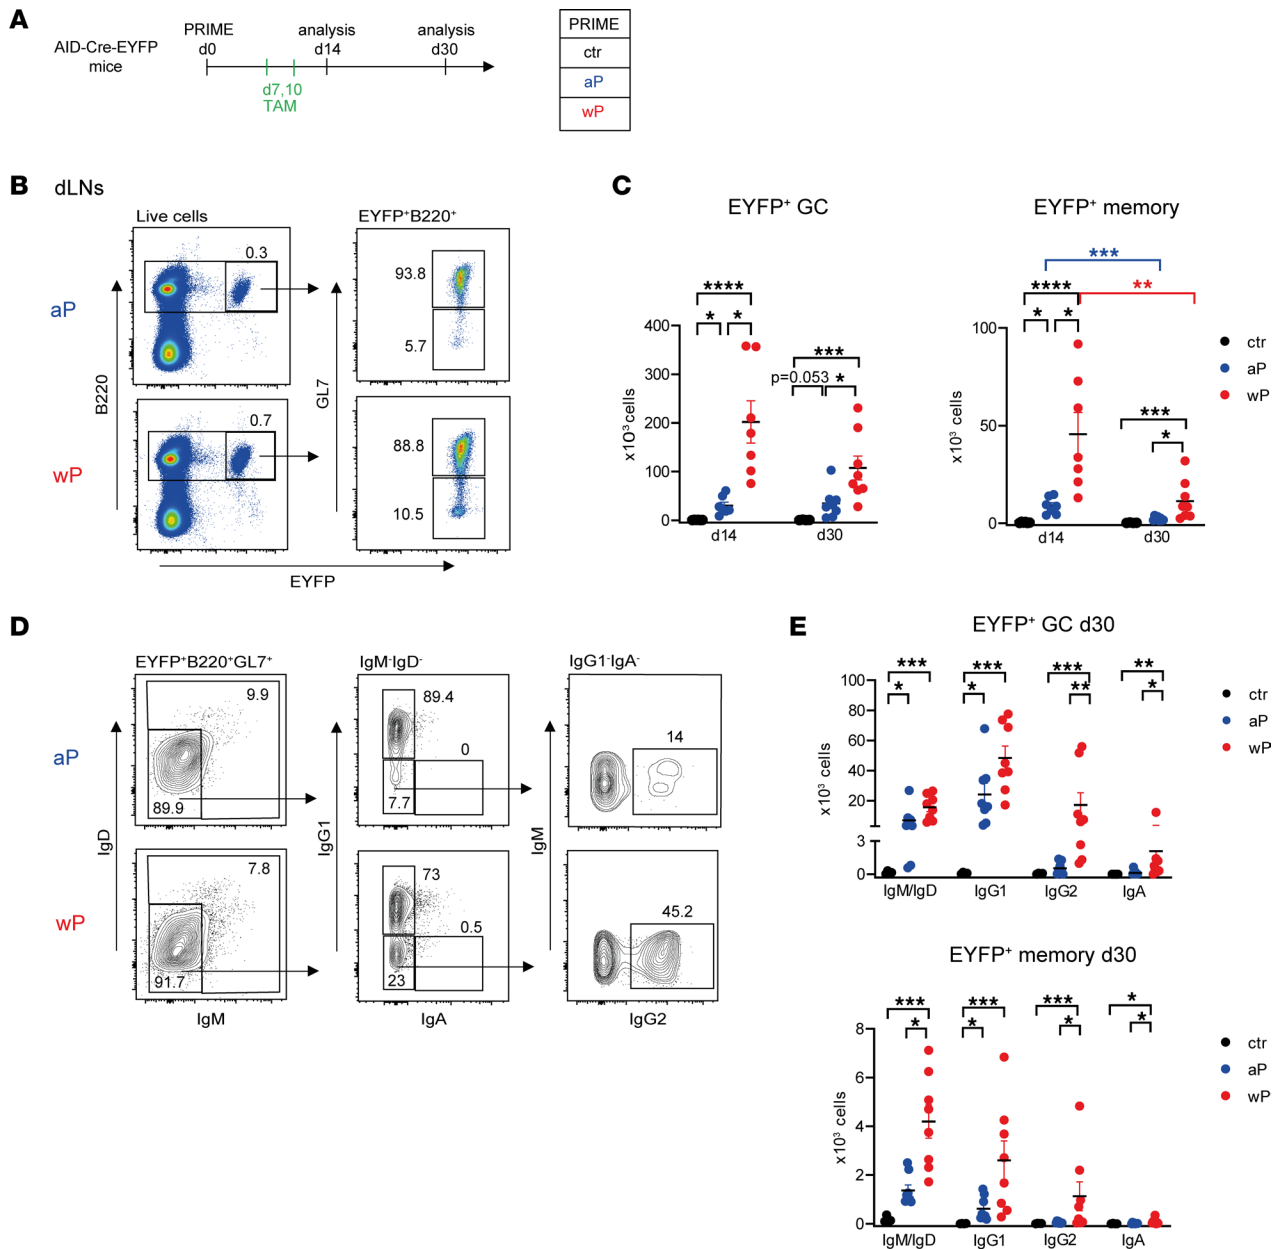 A
AID-Cre-EYFP
mice
PRIME
d0
d7,10
TAM
analysis
d14
analysis
d30
PRIME
ctr
aP
wP
B
dLNs
Live cells
EYFP⁺B220⁺
aP
0.3
93.8
5.7
wP
0.7
88.8
10.5
B220
GL7
EYFP
C
EYFP⁺ GC
****
*
*
***
p=0.053
*
400
300
200
100
0
x10³ cells
d14
d30
EYFP⁺ memory
***
****
**
*
*
***
*
100
50
0
x10³ cells
d14
d30
ctr
aP
wP
D
EYFP⁺B220⁺GL7⁺
IgM⁻IgD⁻
IgG1⁻IgA⁻
aP
9.9
89.9
89.4
0
7.7
14
wP
7.8
91.7
73
0.5
23
45.2
IgD
IgG1
IgM
IgM
IgA
IgG2
E
EYFP⁺ GC d30
***
*
***
*
***
**
**
*
100
80
60
40
20
3
0
x10³ cells
IgM/IgD
IgG1
IgG2
IgA
ctr
aP
wP
EYFP⁺ memory d30
***
*
***
*
***
*
*
*
8
6
4
2
0
x10³ cells
IgM/IgD
IgG1
IgG2
IgA
ctr
aP
wP